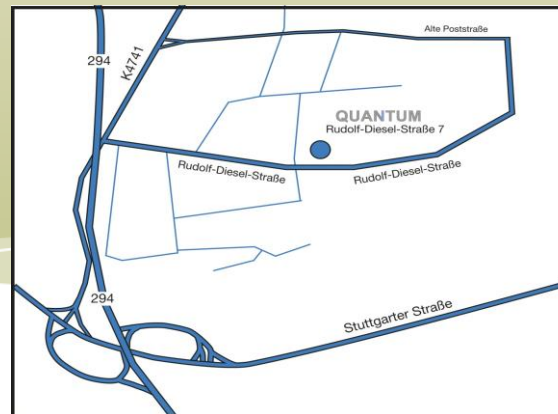 Alte Poststraße
294
K4741
QUANTUM
Rudolf-Diesel-Straße 7
Rudolf-Diesel-Straße
Rudolf-Diesel-Straße
294
Stuttgarter Straße